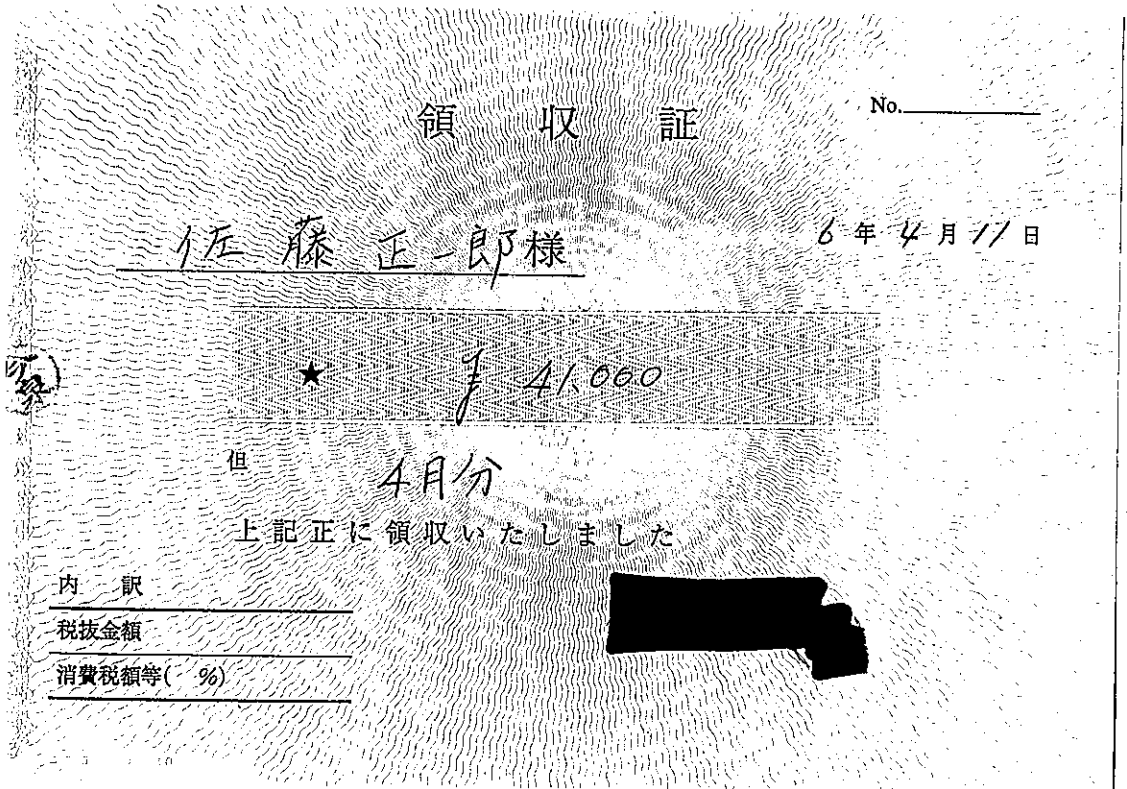 領収証
No.
佐藤正一郎様
6年4月11日
★ ¥41,000
但 4月分
上記正に領収いたしました
内訳
税抜金額
消費税額等( %)